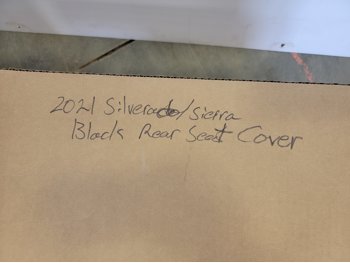 2021 Silverado/Sierra
Black Rear Seat Cover